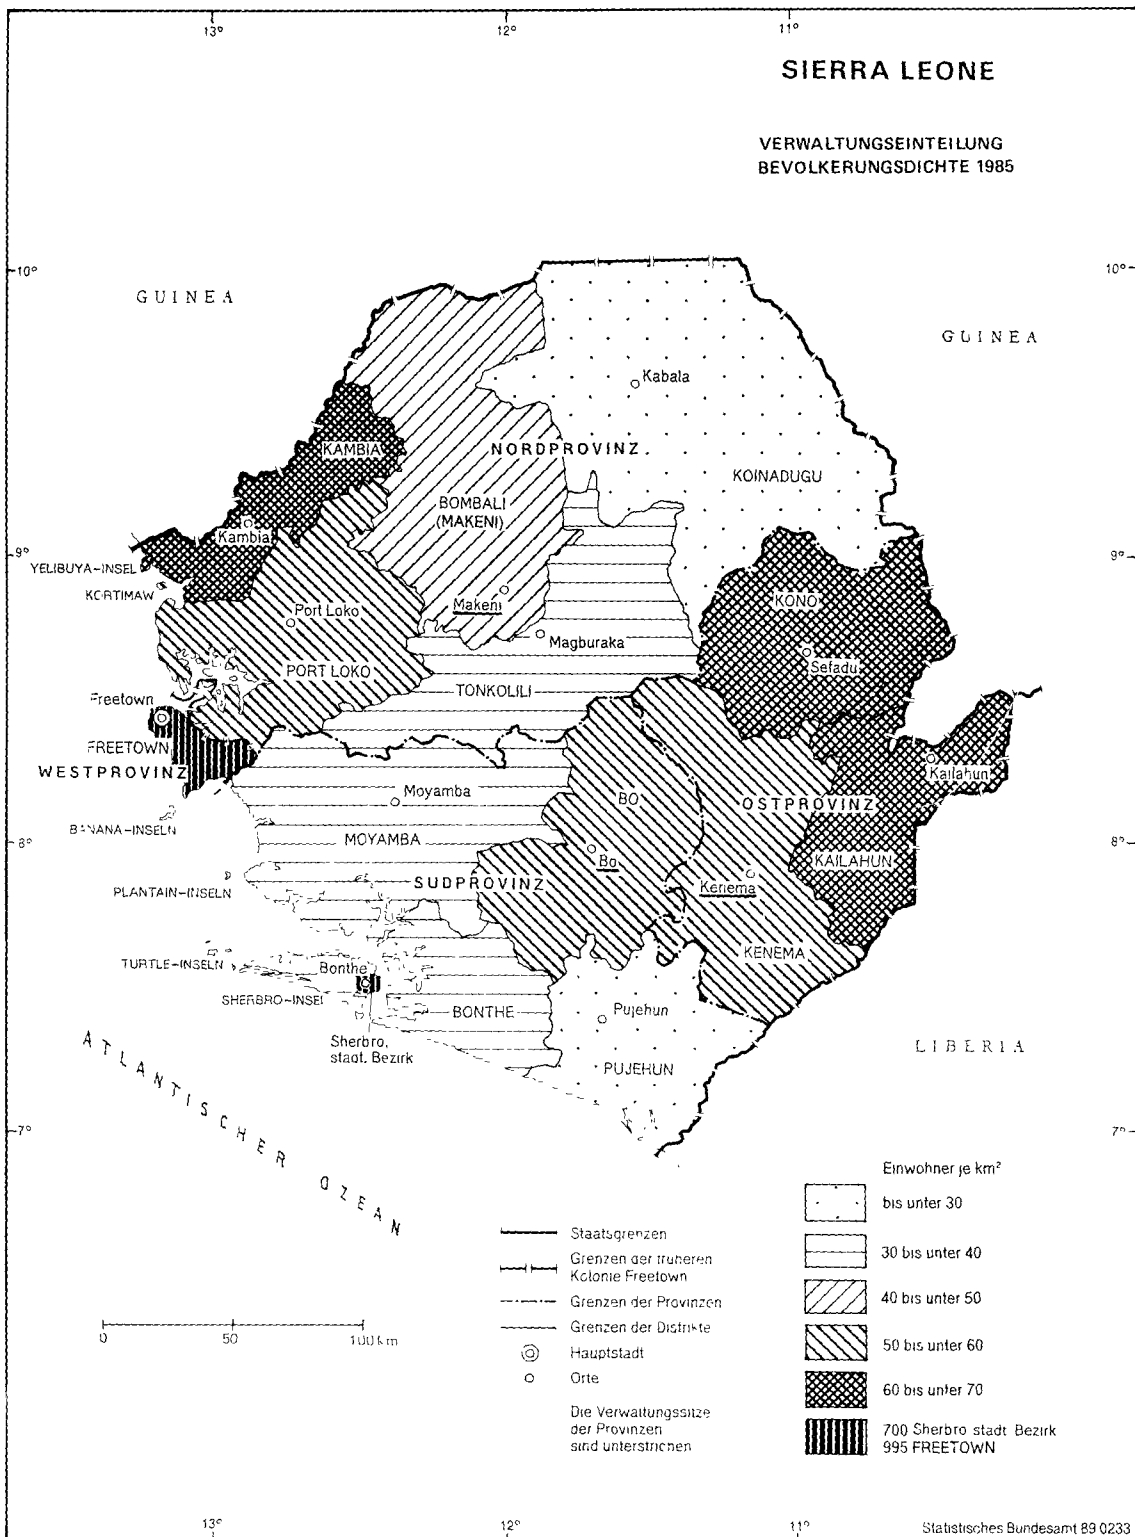 13°
12°
11°
SIERRA LEONE
VERWALTUNGSEINTEILUNG
BEVOLKERUNGSDICHTE 1985
10°
10°
GUINEA
GUINEA
Kabala
KAMBIA
NORDPROVINZ
KOINADUGU
BOMBALI
(MAKENI)
Kambia
9°
9°
YELIBUYA-INSEL
KORTIMAW
Makeni
KONO
Port Loko
Magburaka
Sefadu
PORT LOKO
TONKOLILI
Freetown
FREETOWN
WESTPROVINZ
Kailahun
Moyamba
BO
OSTPROVINZ
BANANA-INSELN
MOYAMBA
8°
8°
Bo
KAILAHUN
SUDPROVINZ
Kenema
PLANTAIN-INSELN
KENEMA
TURTLE-INSELN
Bonthe
SHERBRO-INSEL
BONTHE
Pujehun
Sherbro,
stadt. Bezirk
LIBERIA
PUJEHUN
ATLANTISCHER OZEAN
7°
7°
Einwohner je km²
bis unter 30
30 bis unter 40
40 bis unter 50
50 bis unter 60
60 bis unter 70
700 Sherbro stadt Bezirk
995 FREETOWN
Staatsgrenzen
Grenzen der fruheren
Kolonie Freetown
Grenzen der Provinzen
Grenzen der Distrikte
Hauptstadt
Orte
Die Verwaltungssitze
der Provinzen
sind unterstrichen
0 50 100 km
13°
12°
11°
Statistisches Bundesamt 89 0233